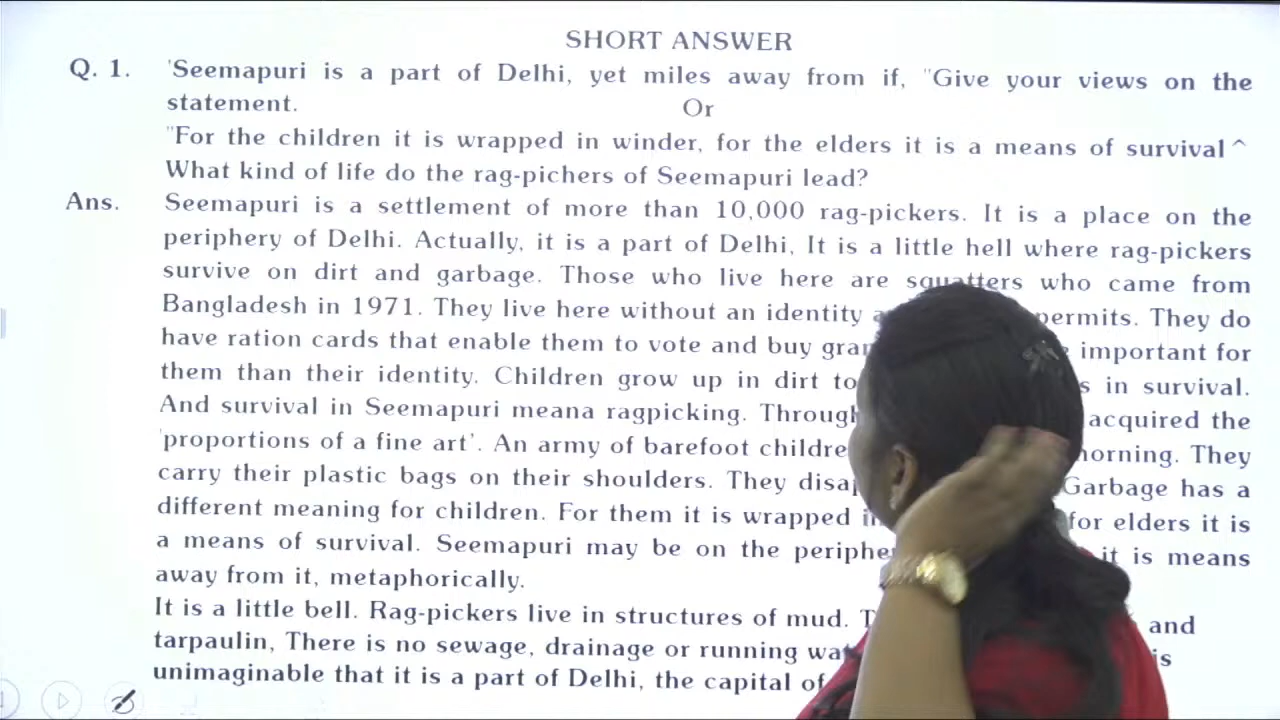 SHORT ANSWER
Q. 1. 'Seemapuri is a part of Delhi, yet miles away from if, "Give your views on the
statement. Or
"For the children it is wrapped in winder, for the elders it is a means of survival^
What kind of life do the rag-pichers of Seemapuri lead?
Ans. Seemapuri is a settlement of more than 10,000 rag-pickers. It is a place on the
periphery of Delhi. Actually, it is a part of Delhi, It is a little hell where rag-pickers
survive on dirt and garbage. Those who live here are squatters who came from
Bangladesh in 1971. They live here without an identity permits. They do
have ration cards that enable them to vote and buy important for
them than their identity. Children grow up in dirt to in survival.
And survival in Seemapuri meana ragpicking. acquired the
'proportions of a fine art'. An army of barefoot They
carry their plastic bags on their shoulders. They Garbage has a
different meaning for children. For them it is wrapped for elders it is
a means of survival. Seemapuri may be on the it is means
away from it, metaphorically.
It is a little bell. Rag-pickers live in structures of mud. and
tarpaulin, There is no sewage, drainage or running
unimaginable that it is a part of Delhi, the capital of